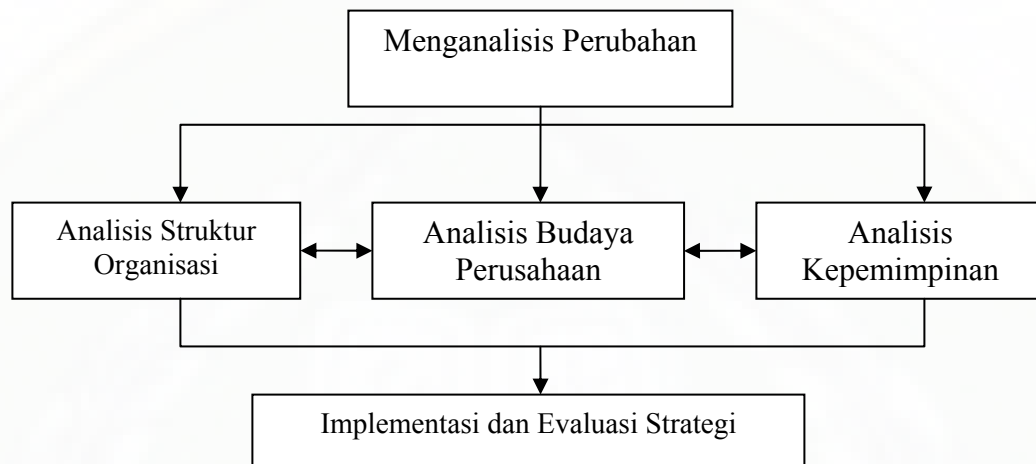 Menganalisis Perubahan
Analisis Struktur
Organisasi
Analisis Budaya
Perusahaan
Analisis
Kepemimpinan
Implementasi dan Evaluasi Strategi